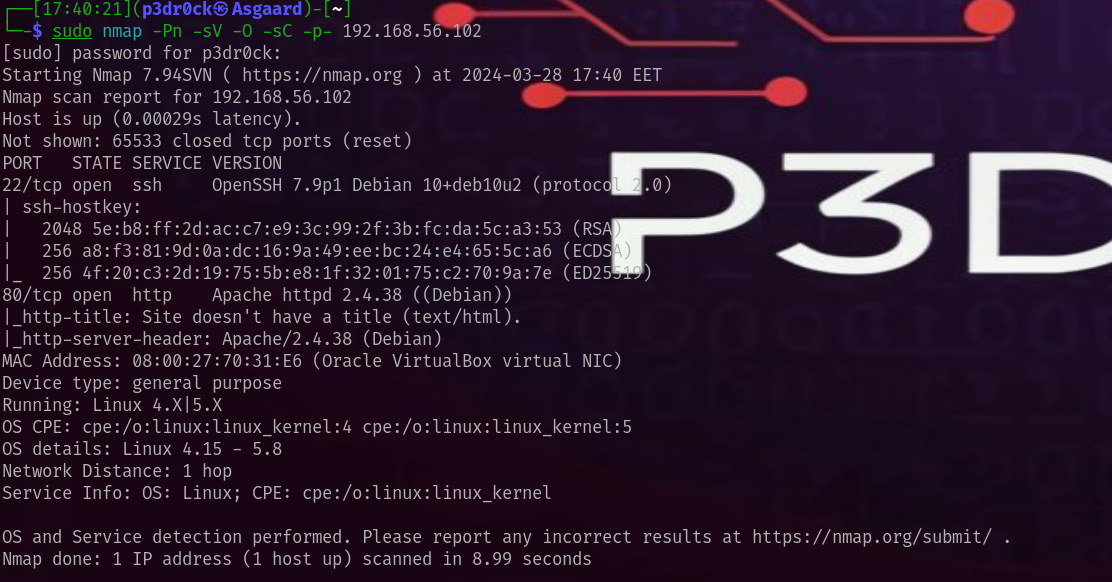 ┌──[17:40:21](p3dr0ck㉿Asgaard)-[~]
└─-$ sudo nmap -Pn -sV -O -sC -p- 192.168.56.102
[sudo] password for p3dr0ck:
Starting Nmap 7.94SVN ( https://nmap.org ) at 2024-03-28 17:40 EET
Nmap scan report for 192.168.56.102
Host is up (0.00029s latency).
Not shown: 65533 closed tcp ports (reset)
PORT   STATE SERVICE VERSION
22/tcp open  ssh     OpenSSH 7.9p1 Debian 10+deb10u2 (protocol 2.0)
| ssh-hostkey:
|   2048 5e:b8:ff:2d:ac:c7:e9:3c:99:2f:3b:fc:da:5c:a3:53 (RSA)
|   256 a8:f3:81:9d:0a:dc:16:9a:49:ee:bc:24:e4:65:5c:a6 (ECDSA)
|_  256 4f:20:c3:2d:19:75:5b:e8:1f:32:01:75:c2:70:9a:7e (ED25519)
80/tcp open  http    Apache httpd 2.4.38 ((Debian))
|_http-title: Site doesn't have a title (text/html).
|_http-server-header: Apache/2.4.38 (Debian)
MAC Address: 08:00:27:70:31:E6 (Oracle VirtualBox virtual NIC)
Device type: general purpose
Running: Linux 4.X|5.X
OS CPE: cpe:/o:linux:linux_kernel:4 cpe:/o:linux:linux_kernel:5
OS details: Linux 4.15 - 5.8
Network Distance: 1 hop
Service Info: OS: Linux; CPE: cpe:/o:linux:linux_kernel
OS and Service detection performed. Please report any incorrect results at https://nmap.org/submit/ .
Nmap done: 1 IP address (1 host up) scanned in 8.99 seconds
P3D